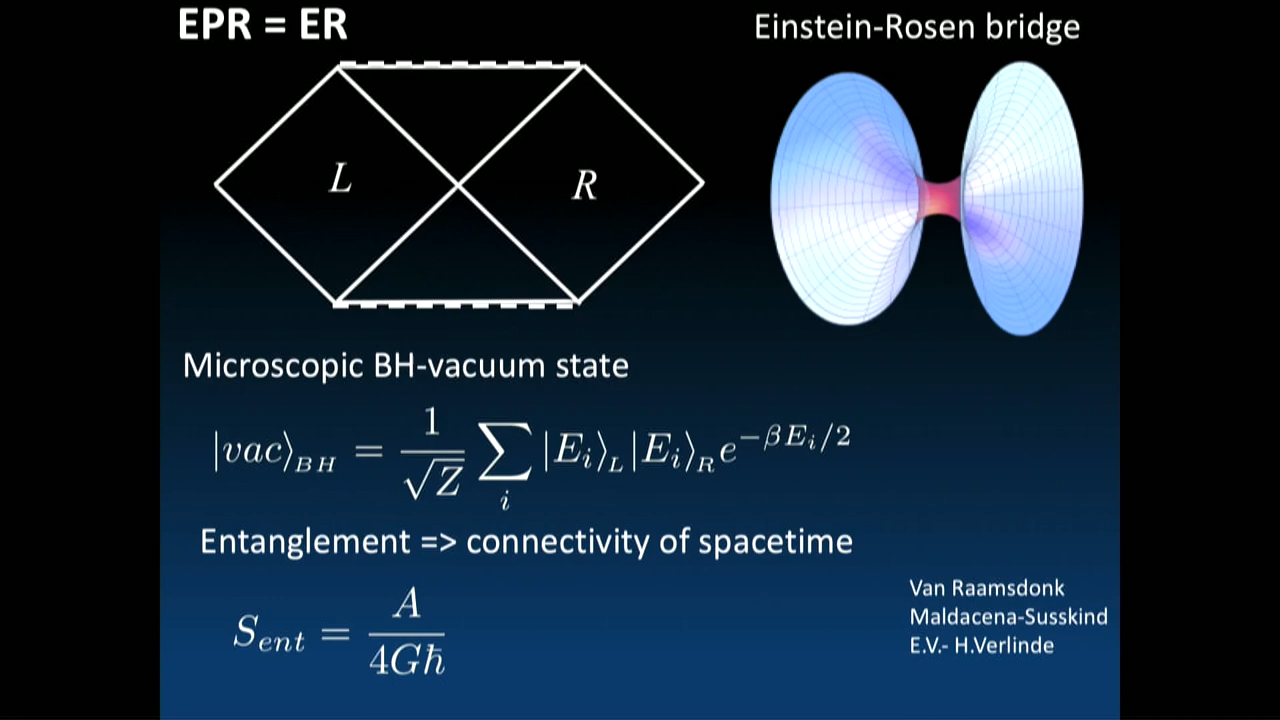 EPR = ER
Einstein-Rosen bridge
L
R
Microscopic BH-vacuum state
|vac⟩_BH = 1/√Z ∑_i |E_i⟩_L |E_i⟩_R e^{-βE_i/2}
Entanglement => connectivity of spacetime
S_ent = A/4Għ
Van Raamsdonk
Maldacena-Susskind
E.V.- H.Verlinde